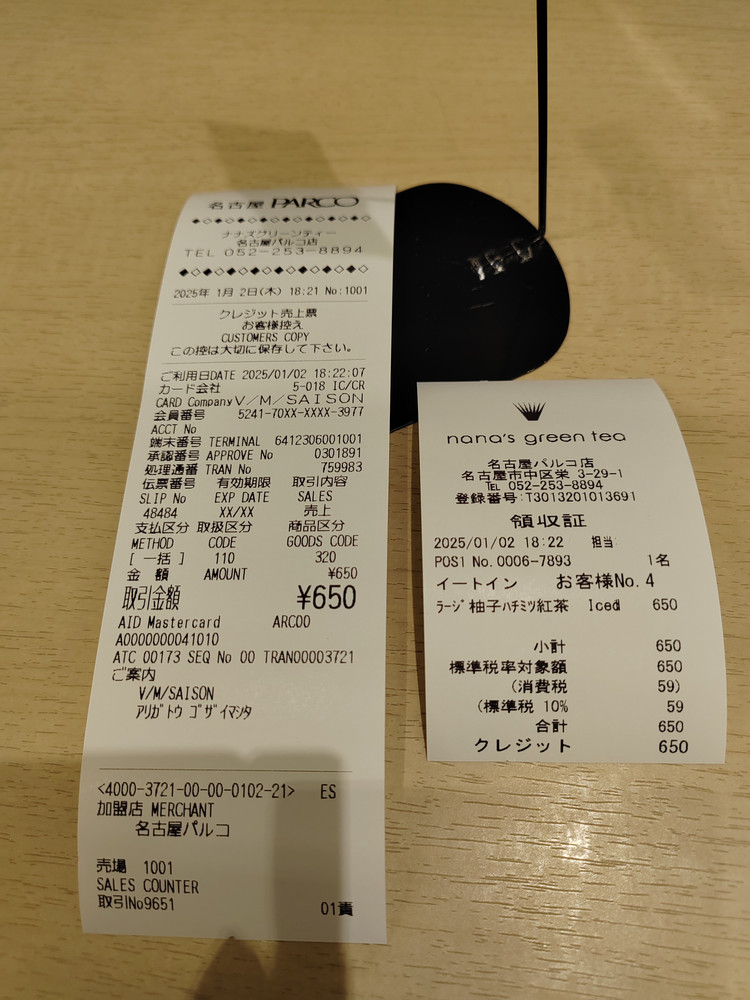 名古屋 PARCO
ナナズグリーンティー
名古屋パルコ店
TEL 052-253-8894
2025年 1月 2日(木) 18:21 No:1001
クレジット売上票
お客様控え
CUSTOMERS COPY
この控は大切に保存して下さい。
ご利用日DATE 2025/01/02 18:22:07
カード会社 5-018 IC/CR
CARD Company V/M/SAISON
会員番号 5241-70XX-XXXX-3977
ACCT No
端末番号 TERMINAL 6412306001001
承認番号 APPROVE No 0301891
処理通番 TRAN No 759983
伝票番号 有効期限 取引内容
SLIP No EXP DATE SALES
48484 XX/XX 売上
支払区分 取扱区分 商品区分
METHOD CODE GOODS CODE
[ 一括 ] 110 320
金 額 AMOUNT ¥650
取引金額 ¥650
AID Mastercard ARC00
A0000000041010
ATC 00173 SEQ No 00 TRAN00003721
ご案内
V/M/SAISON
ｱﾘｶﾞﾄｳ ｺﾞｻﾞｲﾏｼﾀ
<4000-3721-00-00-0102-21> ES
加盟店 MERCHANT
名古屋パルコ
売場 1001
SALES COUNTER
取引No9651 01責
nana's green tea
名古屋パルコ店
名古屋市中区栄 3-29-1
TEL 052-253-8894
登録番号:T3013201013691
領収証
2025/01/02 18:22 担当
POS1 No.0006-7893 1名
イートイン お客様No.4
ﾗｰｼﾞ柚子ﾊﾁﾐﾂ紅茶 Iced 650
小計 650
標準税率対象額 650
(消費税 59)
(標準税 10% 59
合計 650
クレジット 650